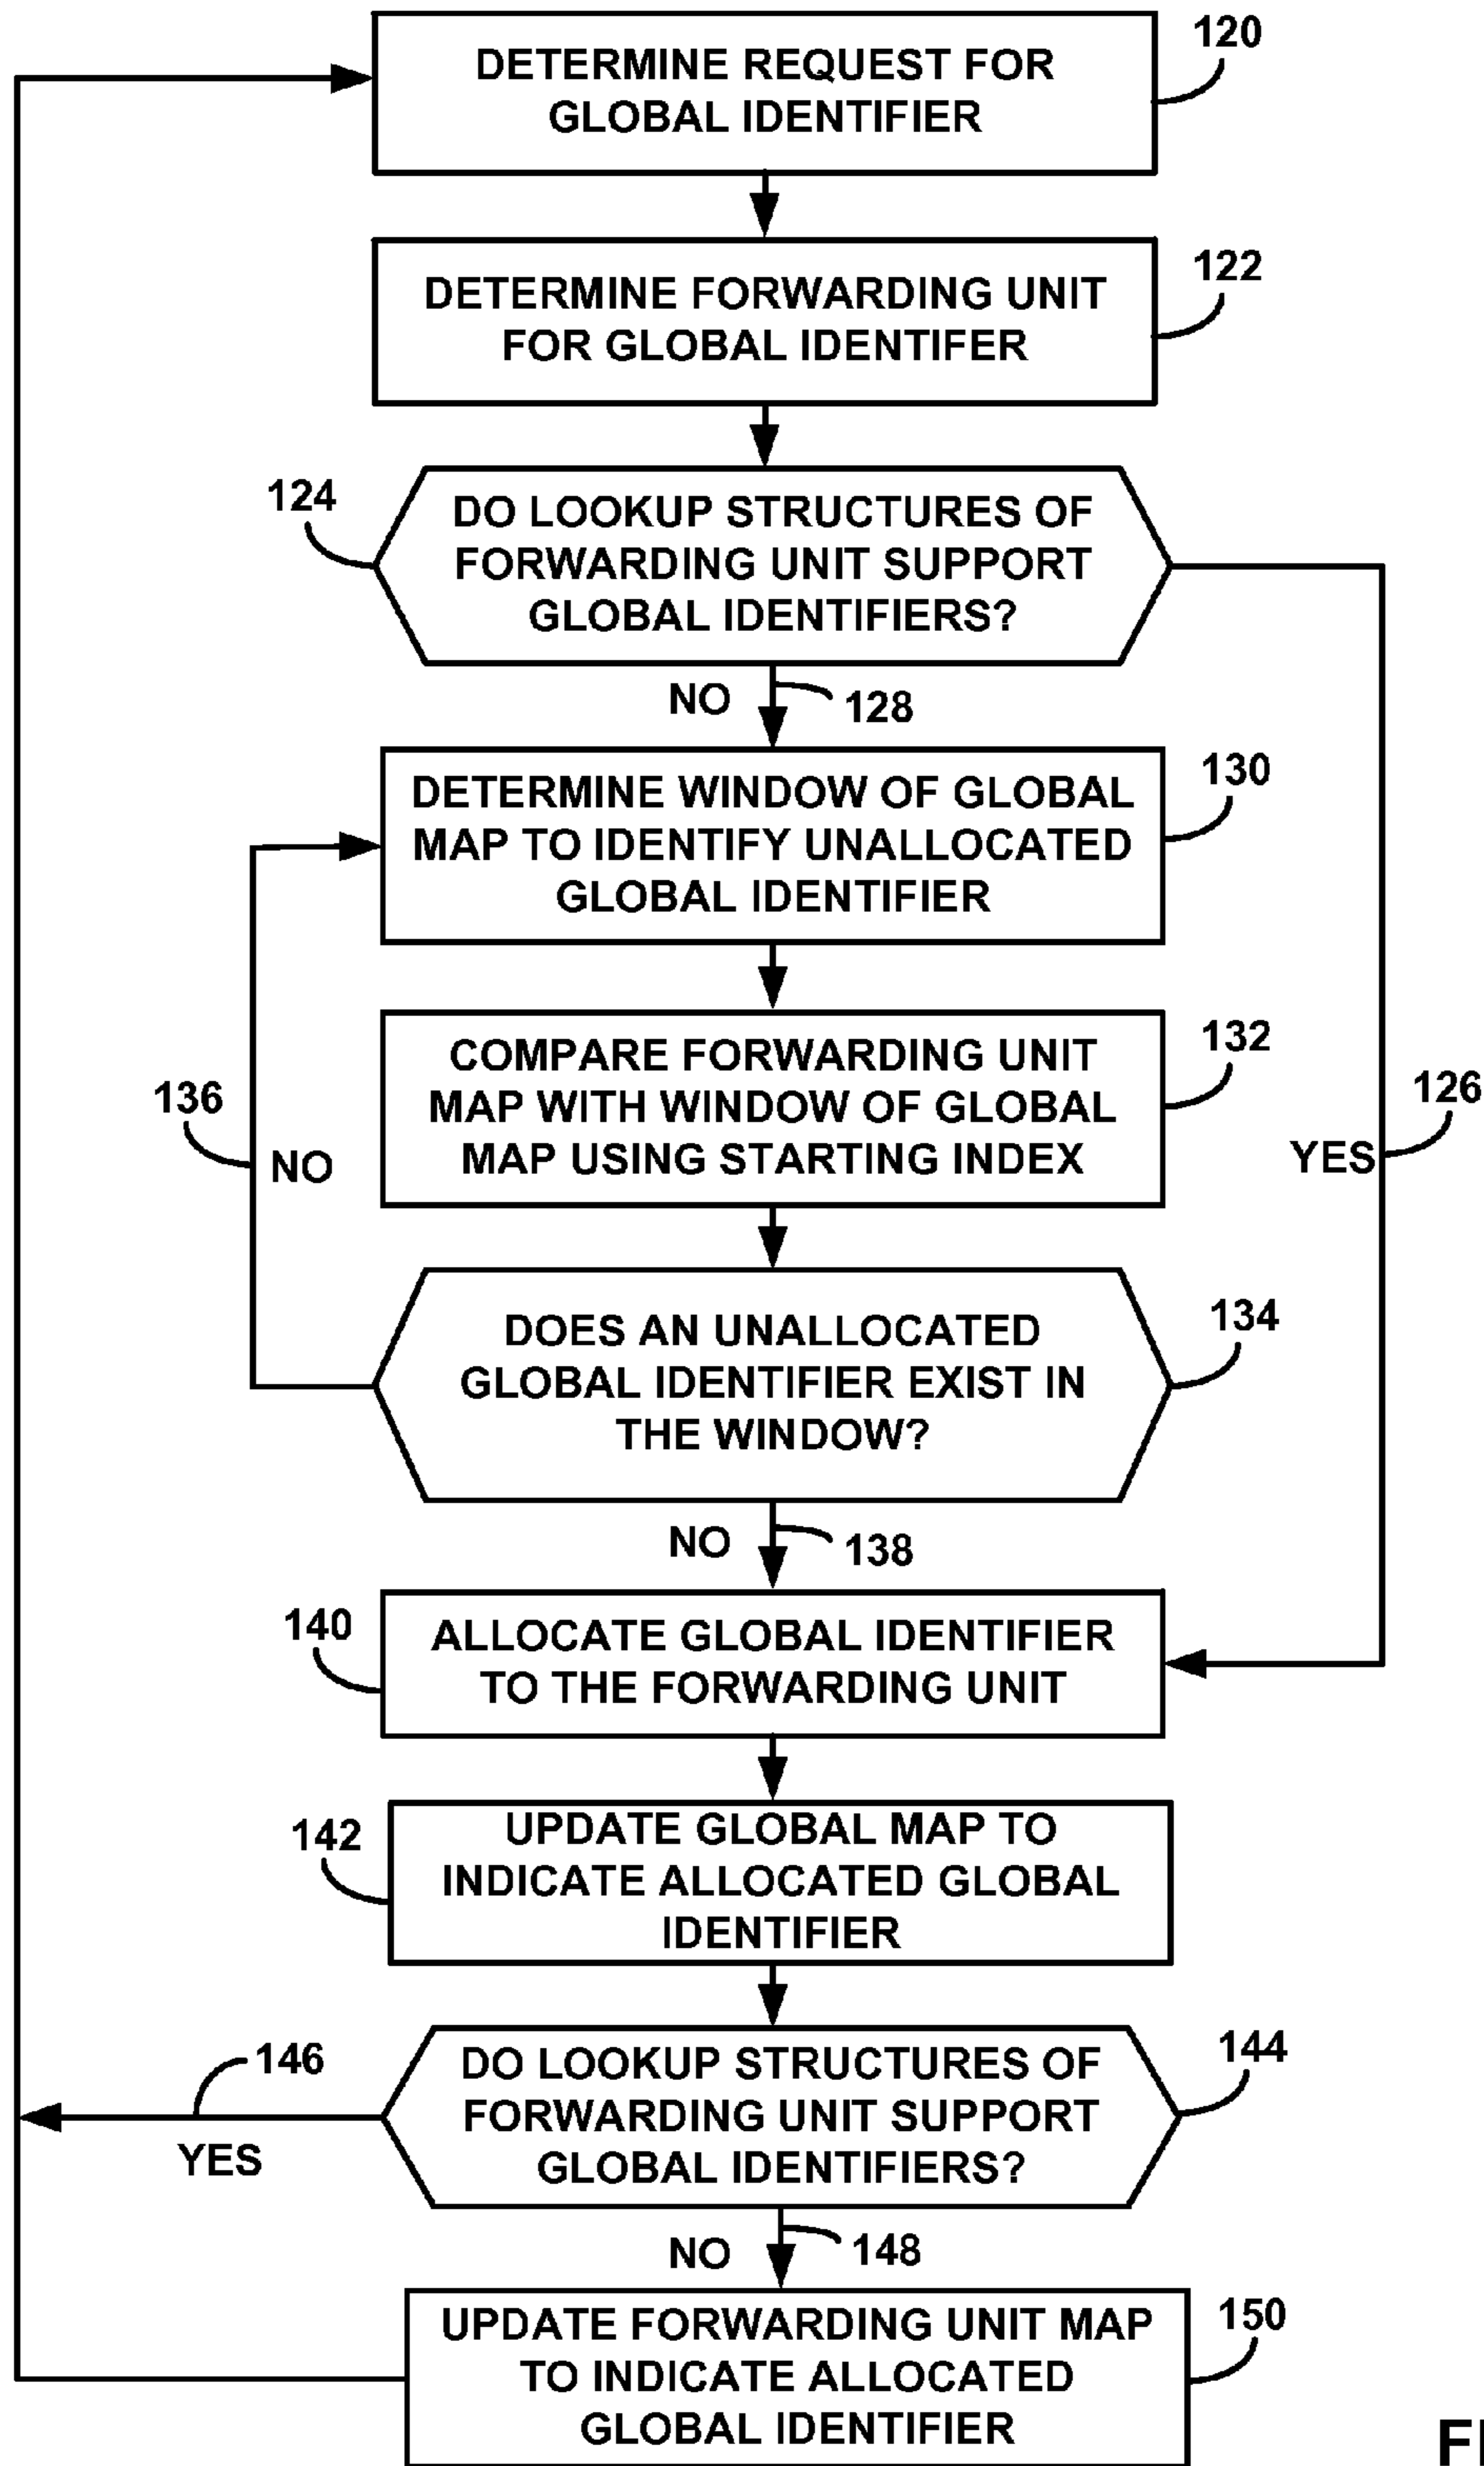 DETERMINE REQUEST FOR
GLOBAL IDENTIFIER
120
DETERMINE FORWARDING UNIT
FOR GLOBAL IDENTIFER
122
124
DO LOOKUP STRUCTURES OF
FORWARDING UNIT SUPPORT
GLOBAL IDENTIFIERS?
NO
128
DETERMINE WINDOW OF GLOBAL
MAP TO IDENTIFY UNALLOCATED
GLOBAL IDENTIFIER
130
COMPARE FORWARDING UNIT
MAP WITH WINDOW OF GLOBAL
MAP USING STARTING INDEX
132
136
NO
126
YES
DOES AN UNALLOCATED
GLOBAL IDENTIFIER EXIST IN
THE WINDOW?
134
NO
138
140
ALLOCATE GLOBAL IDENTIFIER
TO THE FORWARDING UNIT
142
UPDATE GLOBAL MAP TO
INDICATE ALLOCATED GLOBAL
IDENTIFIER
146
YES
DO LOOKUP STRUCTURES OF
FORWARDING UNIT SUPPORT
GLOBAL IDENTIFIERS?
144
NO
148
UPDATE FORWARDING UNIT MAP
TO INDICATE ALLOCATED
GLOBAL IDENTIFIER
150